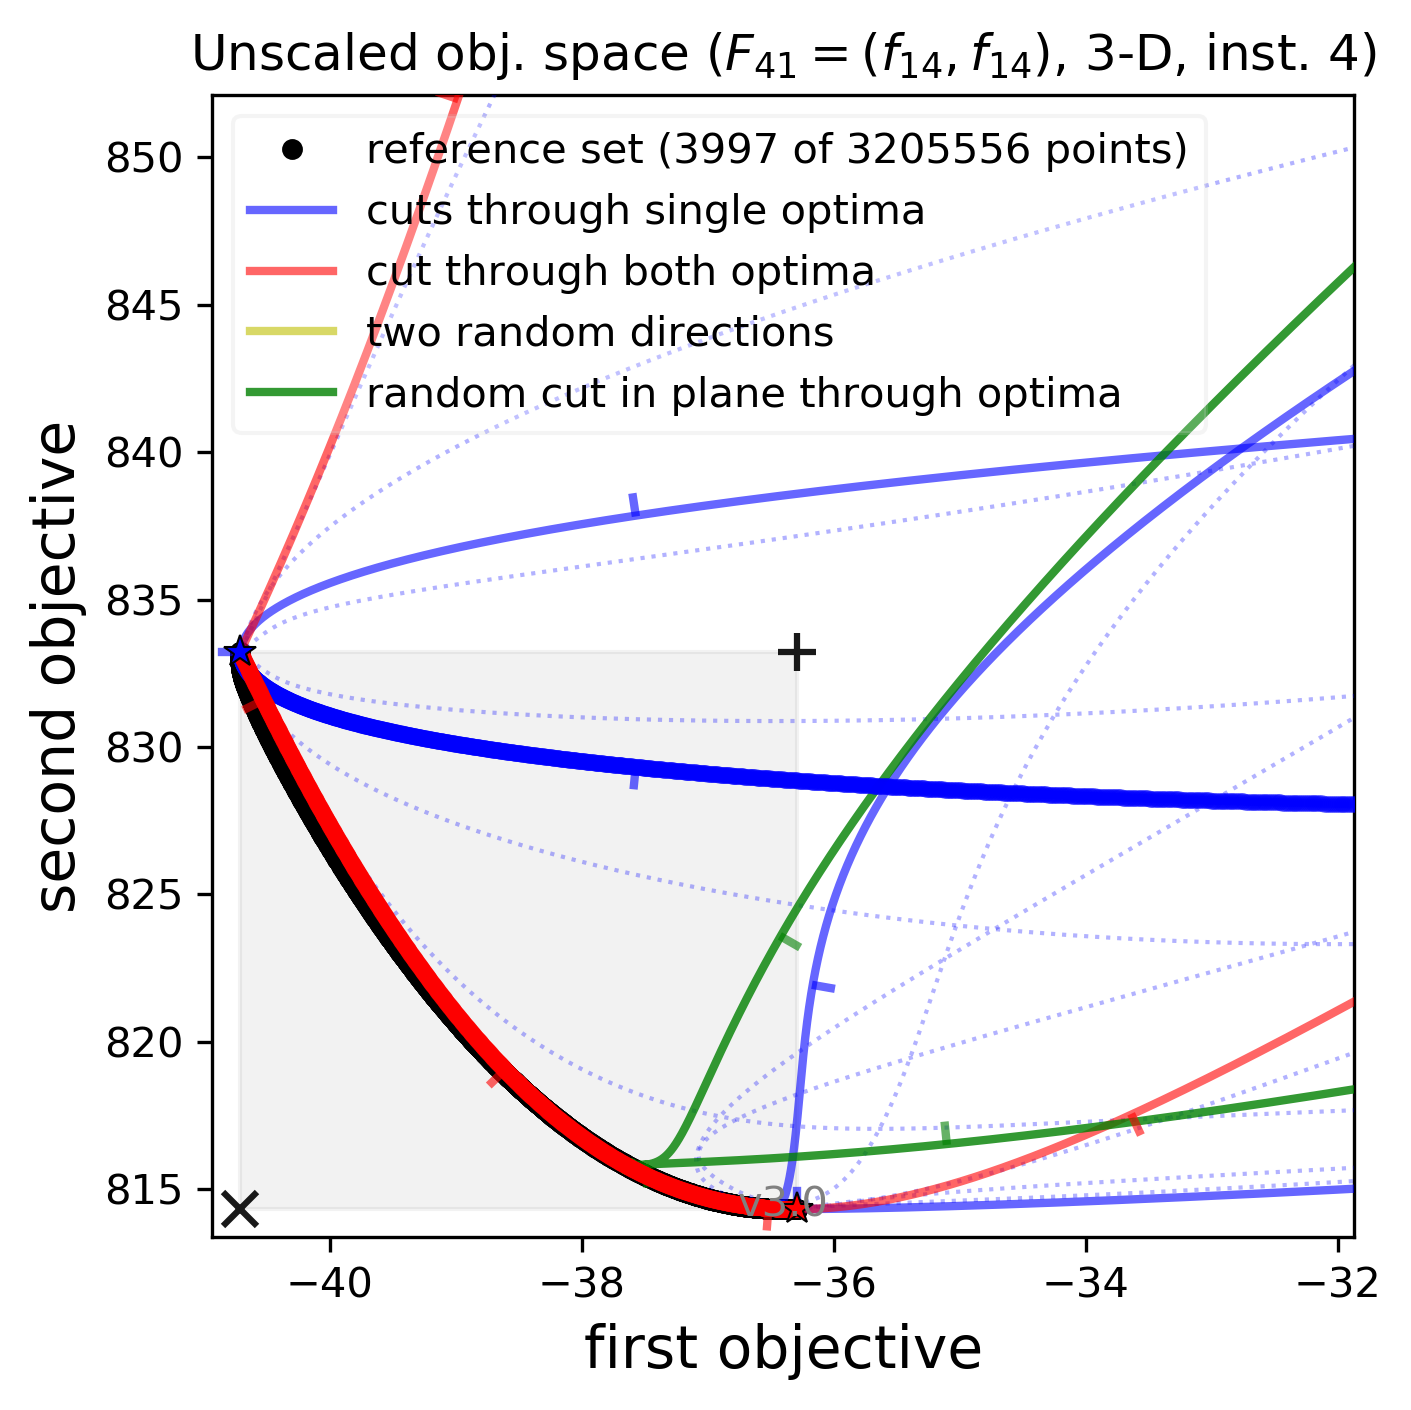 Unscaled obj. space (F₄₁ = (f₁₄, f₁₄), 3-D, inst. 4)
reference set (3997 of 3205556 points)
cuts through single optima
cut through both optima
two random directions
random cut in plane through optima
850
845
840
835
830
825
820
815
second objective
v3.0
−40
−38
−36
−34
−32
first objective